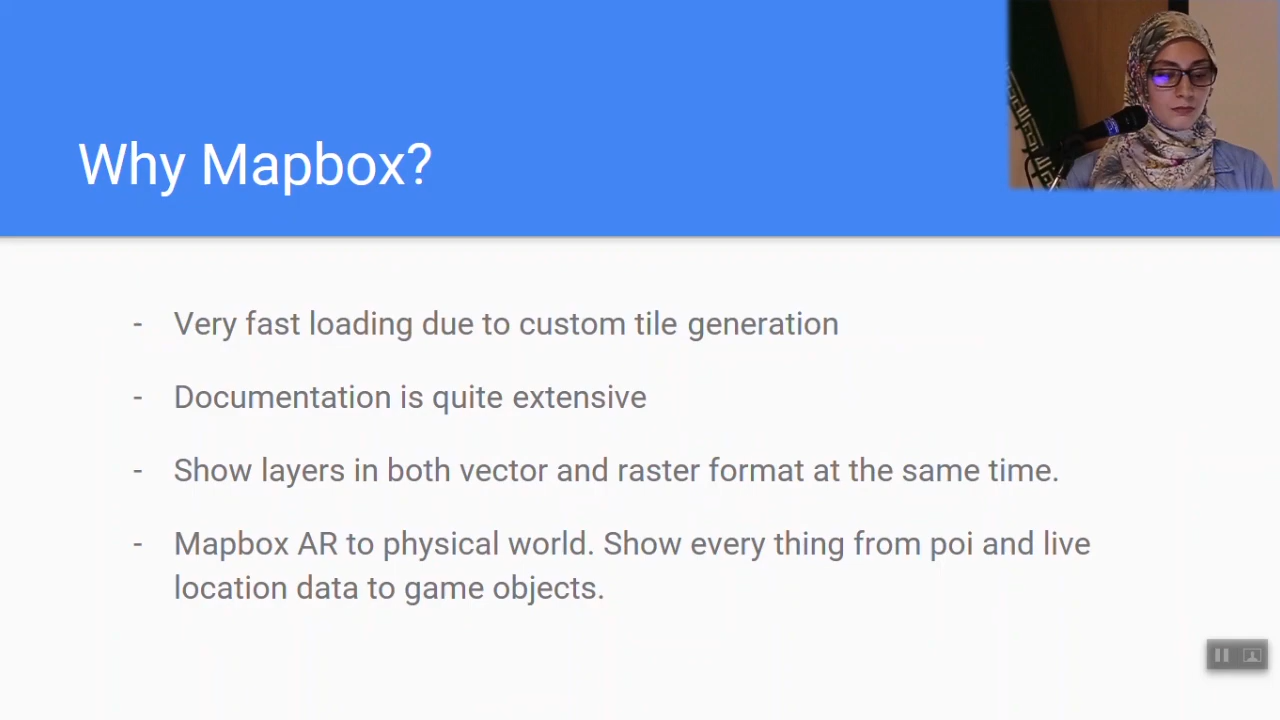 Why Mapbox?
- Very fast loading due to custom tile generation
- Documentation is quite extensive
- Show layers in both vector and raster format at the same time.
- Mapbox AR to physical world. Show every thing from poi and live
location data to game objects.